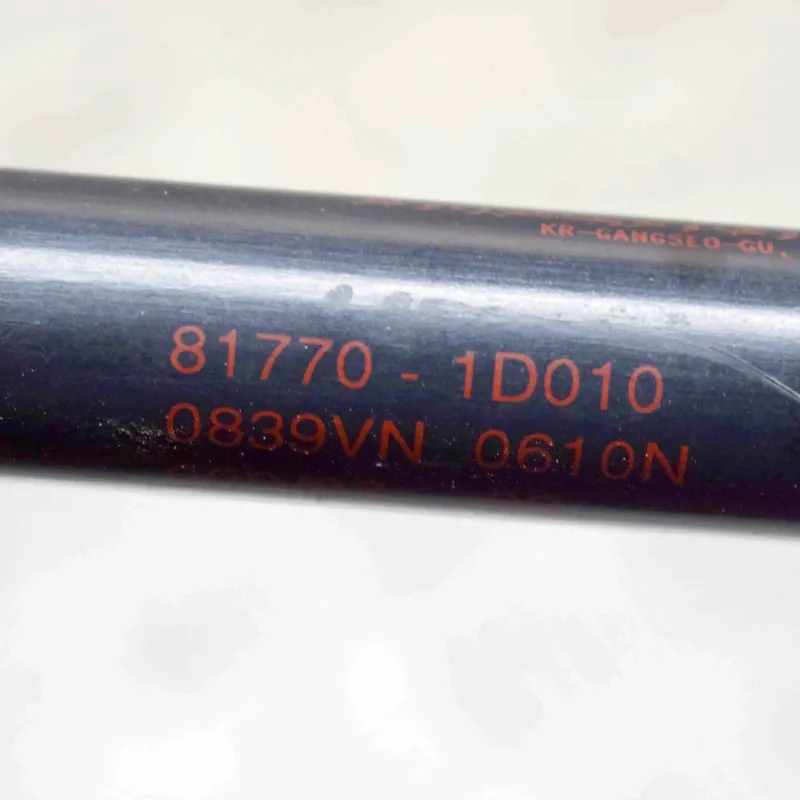 KR-GANGSEO-GU,
81770 - 1D010
0839VN 0610N